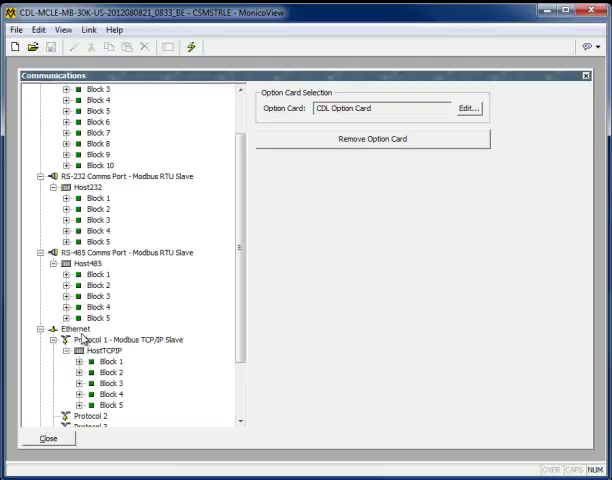 CDL-MCLE-MB-30K-US-2012080821_0833_BE - CSMSTRLE - MonicoView
File Edit View Link Help
Communications
Block 3
Block 4
Block 5
Block 6
Block 7
Block 8
Block 9
Block 10
RS-232 Comms Port - Modbus RTU Slave
Host232
Block 1
Block 2
Block 3
Block 4
Block 5
RS-485 Comms Port - Modbus RTU Slave
Host485
Block 1
Block 2
Block 3
Block 4
Block 5
Ethernet
Protocol 1 - Modbus TCP/IP Slave
HostTCPIP
Block 1
Block 2
Block 3
Block 4
Block 5
Protocol 2
Option Card Selection
Option Card: CDL Option Card Edit...
Remove Option Card
Close
OVER CAPS NUM